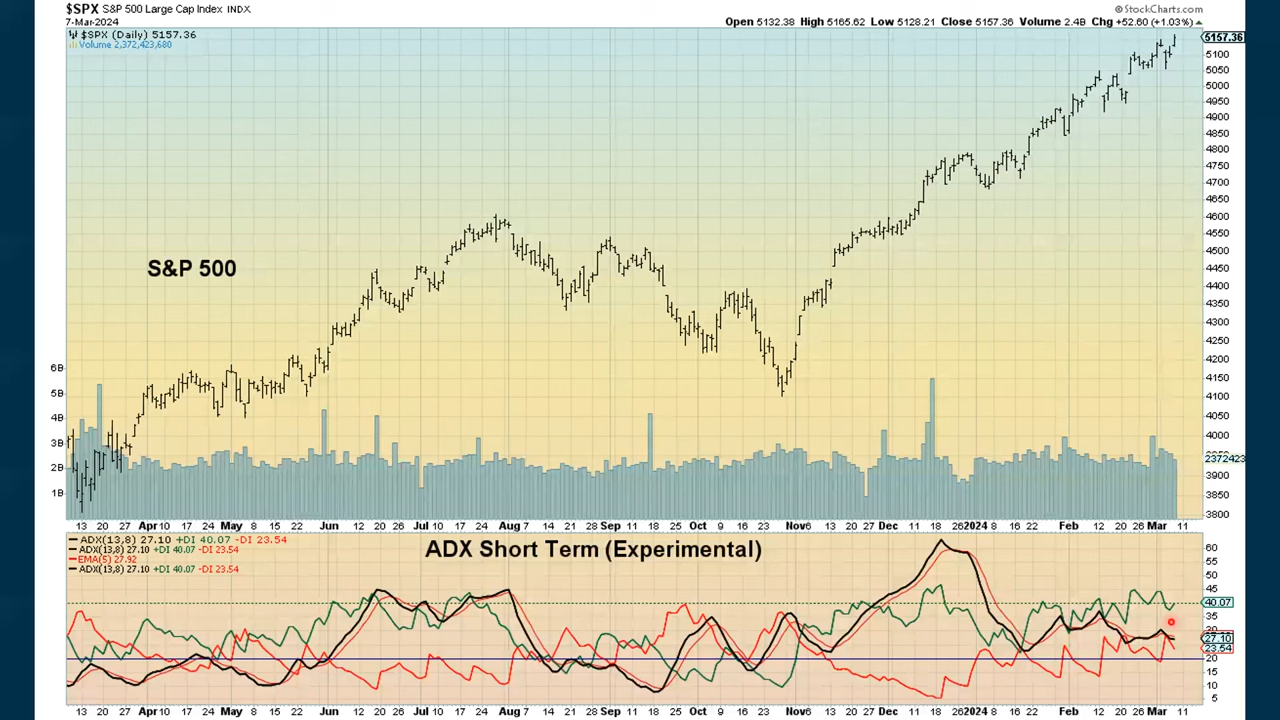 $SPX S&P 500 Large Cap Index INDX
© StockCharts.com
7-Mar-2024
Open 5132.38 High 5165.62 Low 5128.21 Close 5157.36 Volume 2.4B Chg +52.60 (+1.03%)
$SPX (Daily) 5157.36
Volume 2,372,423,680
5157.36
5100
5050
5000
4950
4900
4850
4800
4750
4700
4650
4600
4550
4500
4450
4400
4350
4300
4250
4200
4150
4100
4050
4000
3900
3850
3800
S&P 500
6B
5B
4B
3B
2B
1B
2372423
13 20 27 Apr 10 17 24 May 8 15 22 Jun 12 20 26 Jul 10 17 24 Aug 7 14 21 28 Sep 11 18 25 Oct 9 16 23 Nov 6 13 20 27 Dec 11 18 26 2024 8 16 22 Feb 12 20 26 Mar 11
ADX(13,8) 27.10 +DI 40.07 -DI 23.54
ADX(13,8) 27.10 +DI 40.07 -DI 23.54
EMA(5) 27.92
ADX(13,8) 27.10 +DI 40.07 -DI 23.54
ADX Short Term (Experimental)
60
55
50
45
40.07
35
30
27.10
23.54
20
15
10
5
13 20 27 Apr 10 17 24 May 8 15 22 Jun 12 20 26 Jul 10 17 24 Aug 7 14 21 28 Sep 11 18 25 Oct 9 16 23 Nov 6 13 20 27 Dec 11 18 26 2024 8 16 22 Feb 12 20 26 Mar 11